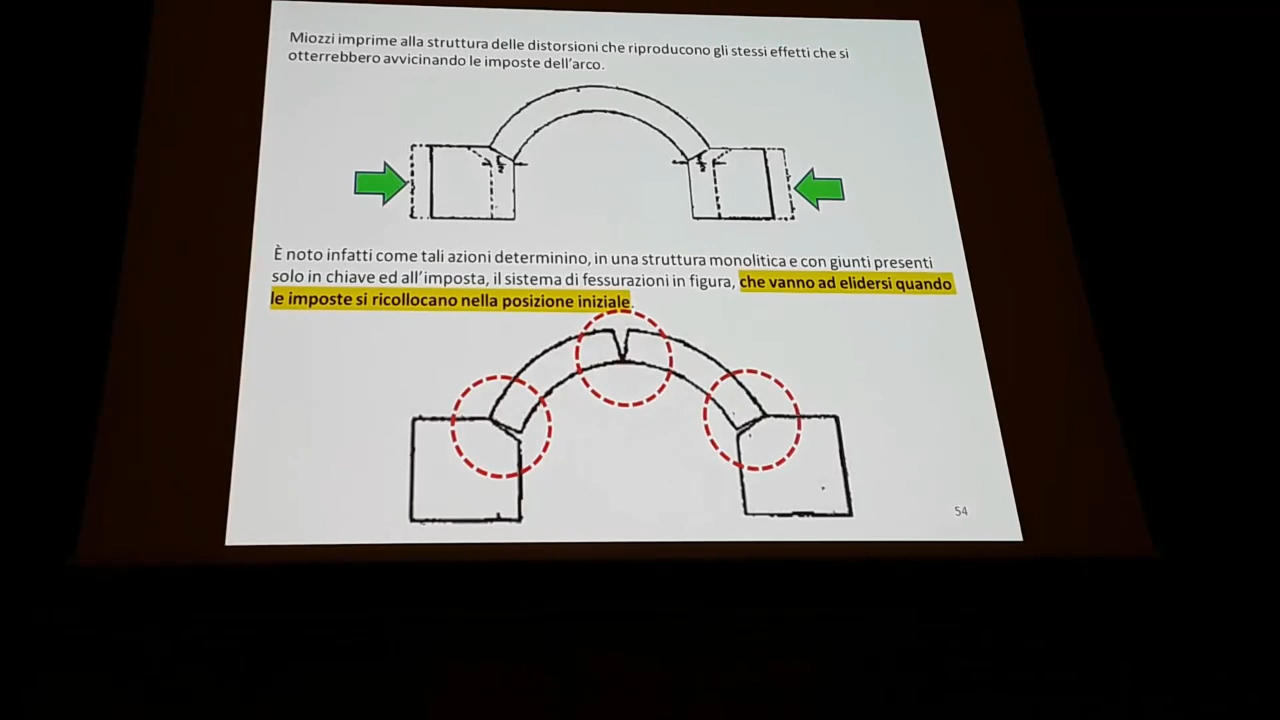 Miozzi imprime alla struttura delle distorsioni che riproducono gli stessi effetti che si
otterrebbero avvicinando le imposte dell'arco.
È noto infatti come tali azioni determinino, in una struttura monolitica e con giunti presenti
solo in chiave ed all'imposta, il sistema di fessurazioni in figura, che vanno ad elidersi quando
le imposte si ricollocano nella posizione iniziale.
54